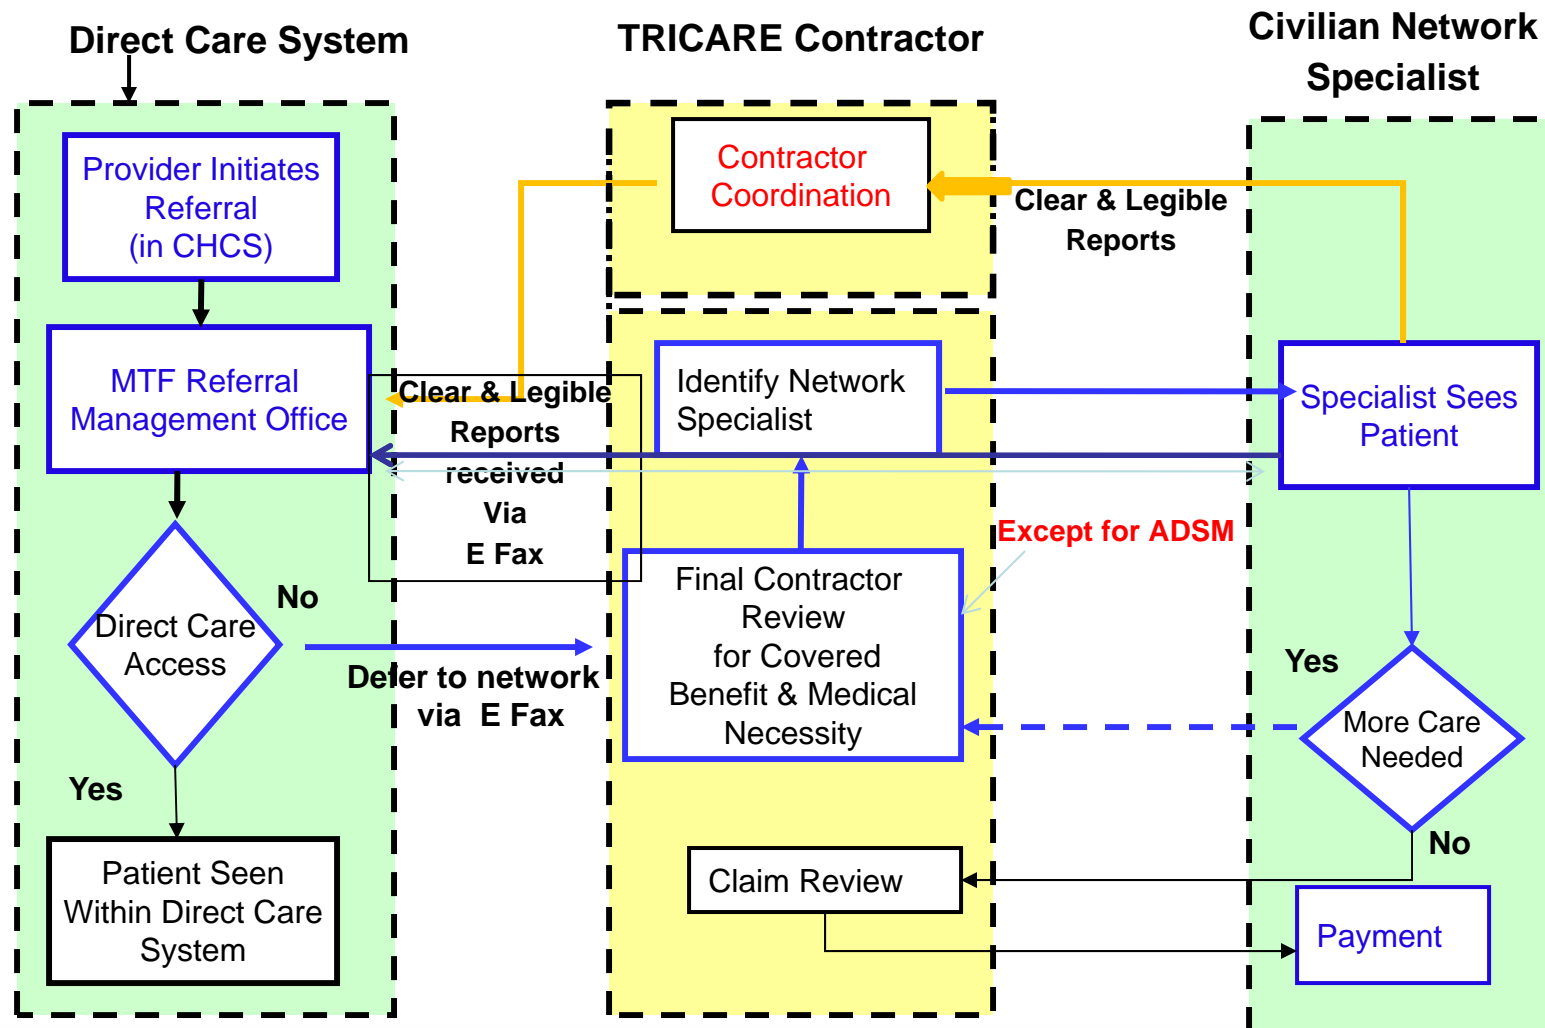 Direct Care System
TRICARE Contractor
Civilian Network
Specialist
Provider Initiates
Referral
(in CHCS)
MTF Referral
Management Office
Direct Care
Access
No
Yes
Patient Seen
Within Direct Care
System
Clear & Legible
Reports
received
Via
E Fax
Defer to network
via E Fax
Contractor
Coordination
Identify Network
Specialist
Final Contractor
Review
for Covered
Benefit & Medical
Necessity
Claim Review
Clear & Legible
Reports
Except for ADSM
Specialist Sees
Patient
Yes
More Care
Needed
No
Payment